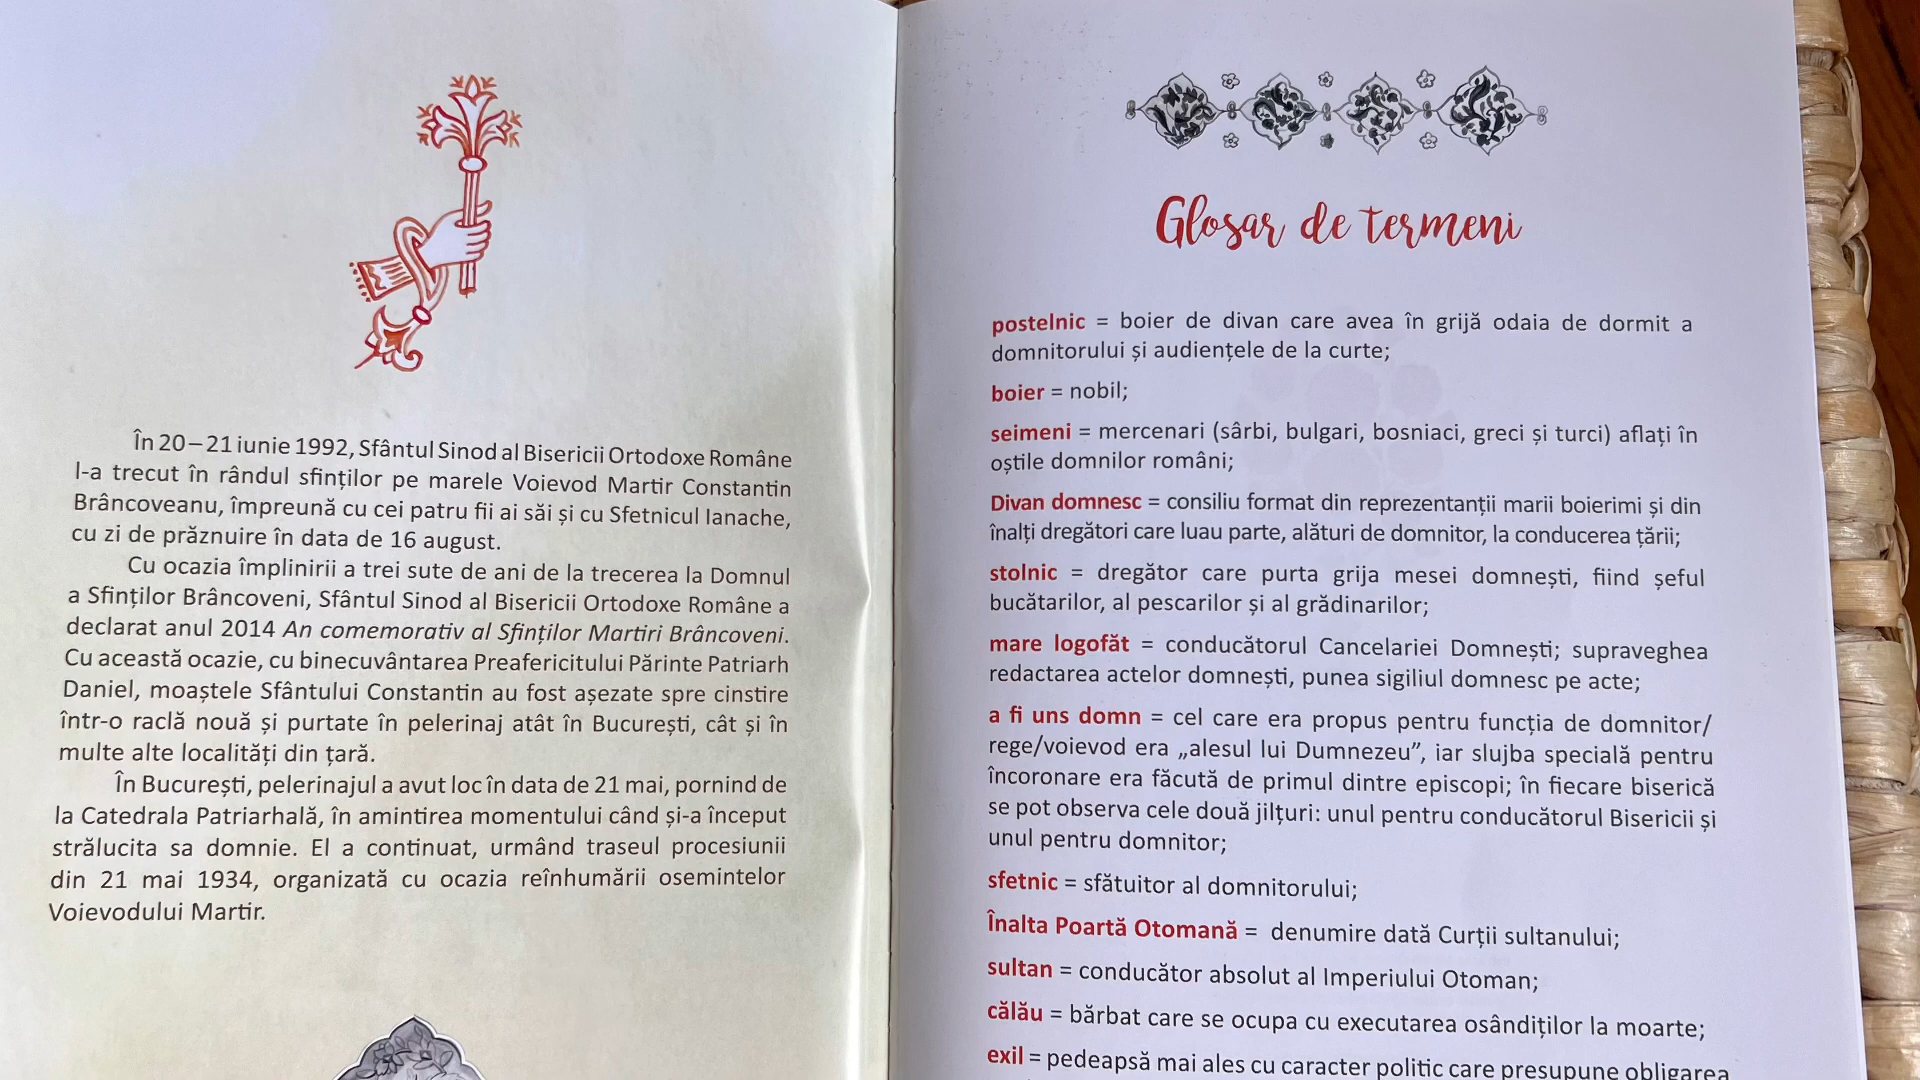 În 20 – 21 iunie 1992, Sfântul Sinod al Bisericii Ortodoxe Române
l-a trecut în rândul sfinților pe marele Voievod Martir Constantin
Brâncoveanu, împreună cu cei patru fii ai săi și cu Sfetnicul Ianache,
cu zi de prăznuire în data de 16 august.
Cu ocazia împlinirii a trei sute de ani de la trecerea la Domnul
a Sfinților Brâncoveni, Sfântul Sinod al Bisericii Ortodoxe Române a
declarat anul 2014 An comemorativ al Sfinților Martiri Brâncoveni.
Cu această ocazie, cu binecuvântarea Preafericitului Părinte Patriarh
Daniel, moaștele Sfântului Constantin au fost așezate spre cinstire
într-o raclă nouă și purtate în pelerinaj atât în București, cât și în
multe alte localități din țară.
În București, pelerinajul a avut loc în data de 21 mai, pornind de
la Catedrala Patriarhală, în amintirea momentului când și-a început
strălucita sa domnie. El a continuat, urmând traseul procesiunii
din 21 mai 1934, organizată cu ocazia reînhumării osemintelor
Voievodului Martir.
Glosar de termeni
postelnic = boier de divan care avea în grijă odaia de dormit a
domnitorului și audiențele de la curte;
boier = nobil;
seimeni = mercenari (sârbi, bulgari, bosniaci, greci și turci) aflați în
oștile domnilor români;
Divan domnesc = consiliu format din reprezentanții marii boierimi și din
înalți dregători care luau parte, alături de domnitor, la conducerea țării;
stolnic = dregător care purta grija mesei domnești, fiind șeful
bucătarilor, al pescarilor și al grădinarilor;
mare logofăt = conducătorul Cancelariei Domnești; supraveghea
redactarea actelor domnești, punea sigiliul domnesc pe acte;
a fi uns domn = cel care era propus pentru funcția de domnitor/
rege/voievod era „alesul lui Dumnezeu”, iar slujba specială pentru
încoronare era făcută de primul dintre episcopi; în fiecare biserică
se pot observa cele două jilțuri: unul pentru conducătorul Bisericii și
unul pentru domnitor;
sfetnic = sfătuitor al domnitorului;
Înalta Poartă Otomană = denumire dată Curții sultanului;
sultan = conducător absolut al Imperiului Otoman;
călău = bărbat care se ocupa cu executarea osândiților la moarte;
exil = pedeapsă mai ales cu caracter politic care presupune obligarea